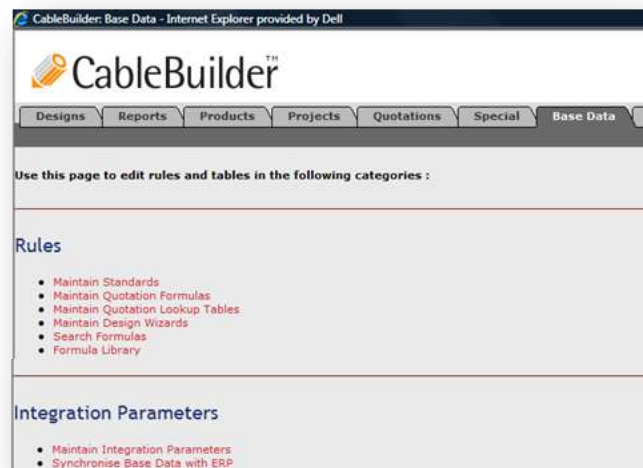 CableBuilder: Base Data - Internet Explorer provided by Dell
CableBuilder™
Designs Reports Products Projects Quotations Special Base Data
Use this page to edit rules and tables in the following categories :
Rules
Maintain Standards
Maintain Quotation Formulas
Maintain Quotation Lookup Tables
Maintain Design Wizards
Search Formulas
Formula Library
Integration Parameters
Maintain Integration Parameters
Synchronise Base Data with ERP